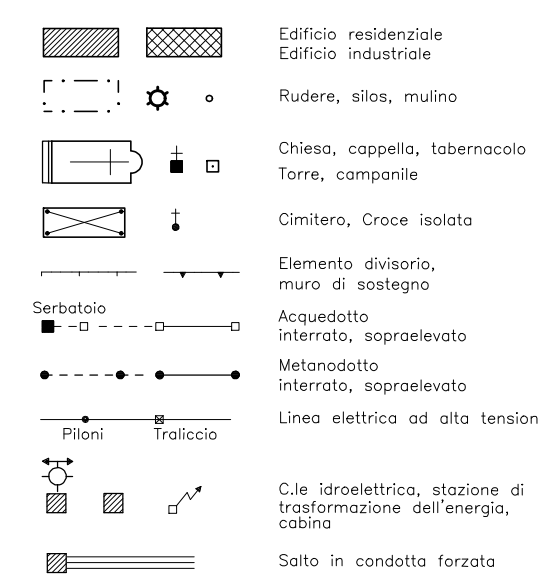 Edificio residenziale
Edificio industriale
Rudere, silos, mulino
Chiesa, cappella, tabernacolo
Torre, campanile
Cimitero, Croce isolata
Elemento divisorio,
muro di sostegno
Serbatoio
Acquedotto
interrato, sopraelevato
Metanodotto
interrato, sopraelevato
Linea elettrica ad alta tension
Piloni Traliccio
C.le idroelettrica, stazione di
trasformazione dell'energia,
cabina
Salto in condotta forzata